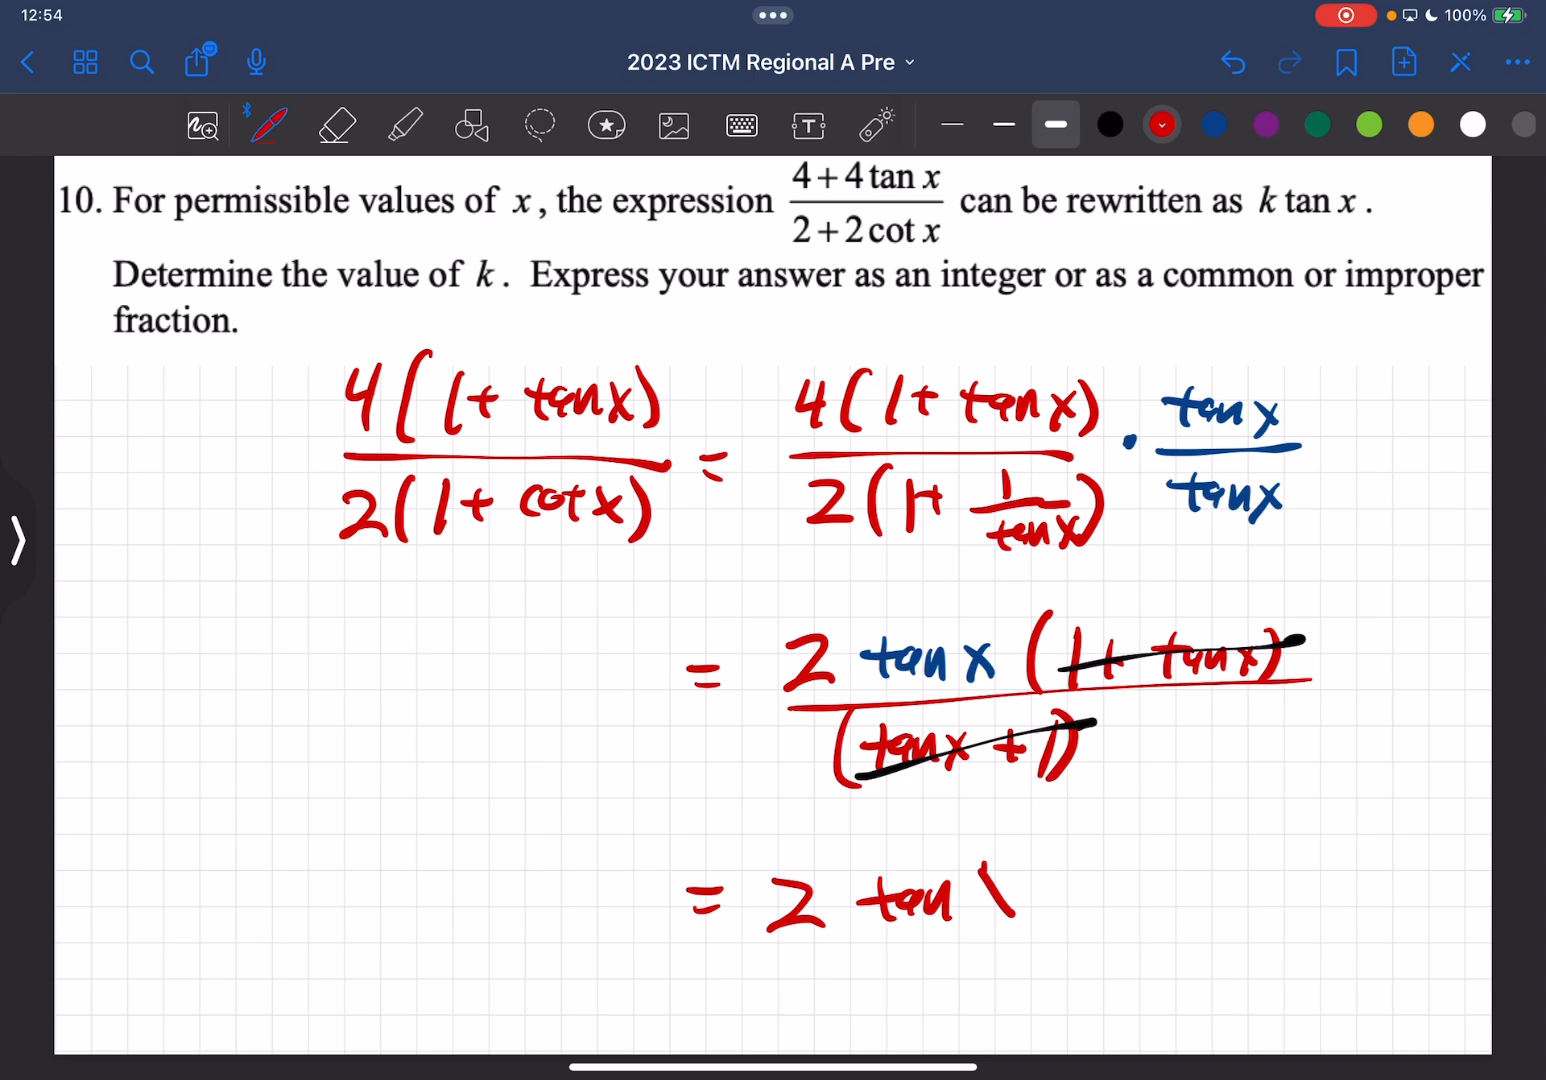 12:54
100%
2023 ICTM Regional A Pre
T
10. For permissible values of x, the expression (4+4 tan x)/(2+2 cot x) can be rewritten as k tan x.
Determine the value of k. Express your answer as an integer or as a common or improper
fraction.
4(1+ tanx)/2(1+ cotx) = 4(1+ tanx)/2(1+ 1/tanx) · tanx/tanx
= 2 tanx (1+ tanx)/(tanx + 1)
= 2 tan \